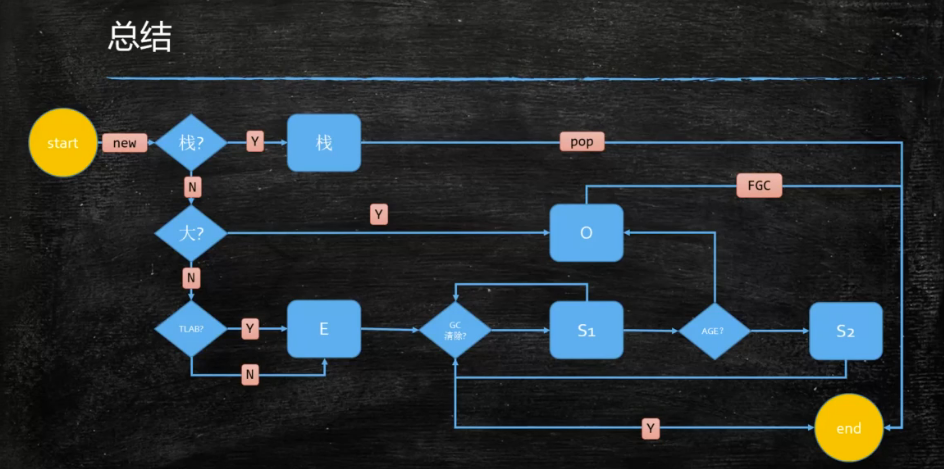 总结
start
new
栈?
Y
栈
pop
N
FGC
大?
Y
O
N
TLAB?
Y
E
GC
清除?
S1
AGE?
S2
N
Y
end